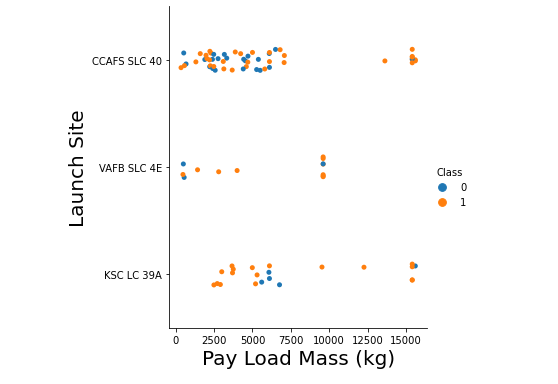 CCAFS SLC 40
VAFB SLC 4E
KSC LC 39A
Launch Site
0 2500 5000 7500 10000 12500 15000
Pay Load Mass (kg)
Class
0
1